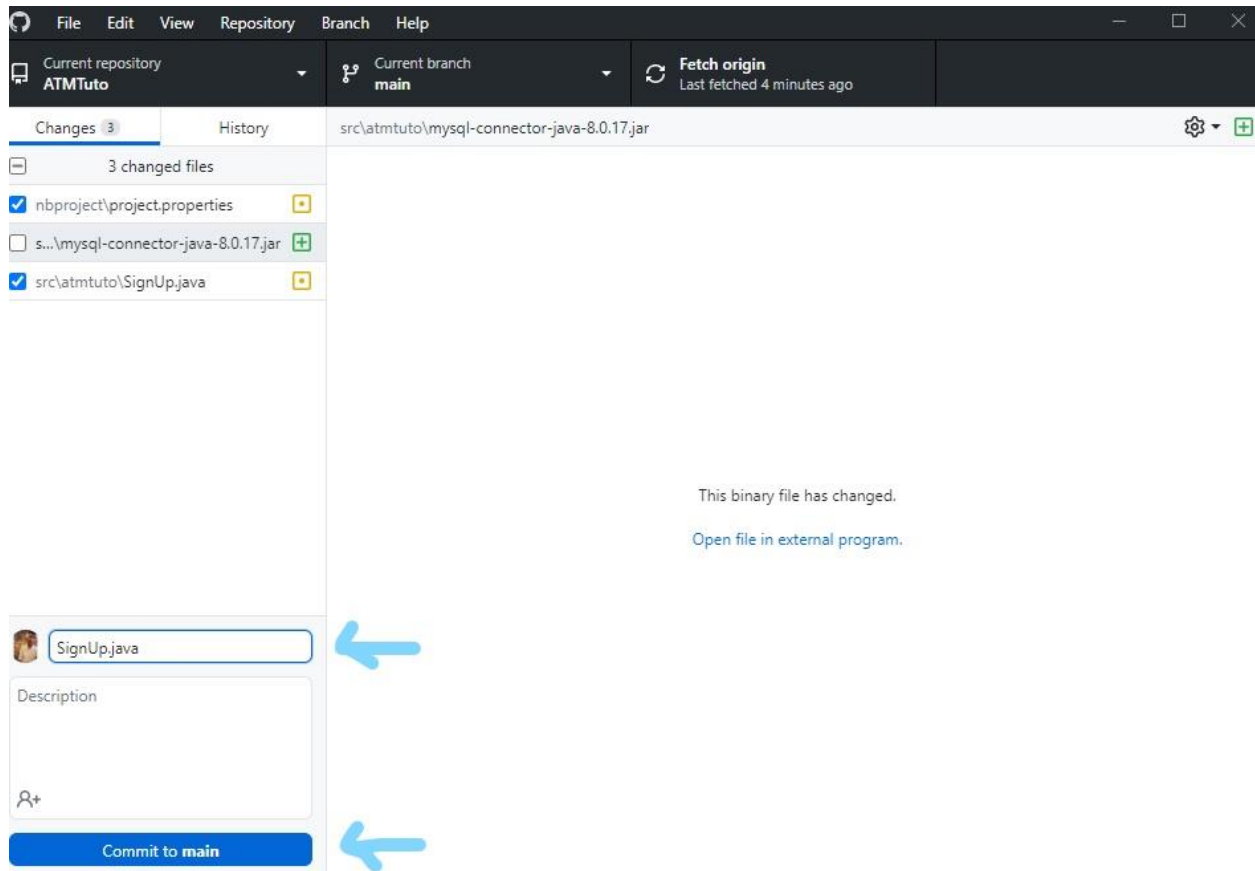 File Edit View Repository Branch Help
Current repository
ATMTuto
Current branch
main
Fetch origin
Last fetched 4 minutes ago
Changes 3 History
src\atmtuto\mysql-connector-java-8.0.17.jar
3 changed files
nbproject\project.properties
s...\mysql-connector-java-8.0.17.jar
src\atmtuto\SignUp.java
This binary file has changed.
Open file in external program.
SignUp.java
Description
Commit to main